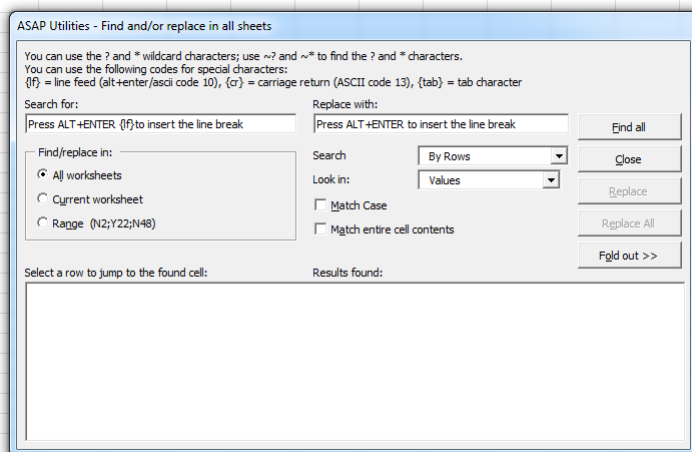 ASAP Utilities - Find and/or replace in all sheets
You can use the ? and * wildcard characters; use ~? and ~* to find the ? and * characters.
You can use the following codes for special characters:
{lf} = line feed (alt+enter/ascii code 10), {cr} = carriage return (ASCII code 13), {tab} = tab character
Search for:
Replace with:
Press ALT+ENTER {lf}to insert the line break
Press ALT+ENTER to insert the line break
Find all
Find/replace in:
Search
By Rows
Close
All worksheets
Look in:
Values
Current worksheet
Match Case
Replace
Range (N2;Y22;N48)
Match entire cell contents
Replace All
Fold out >>
Select a row to jump to the found cell:
Results found: